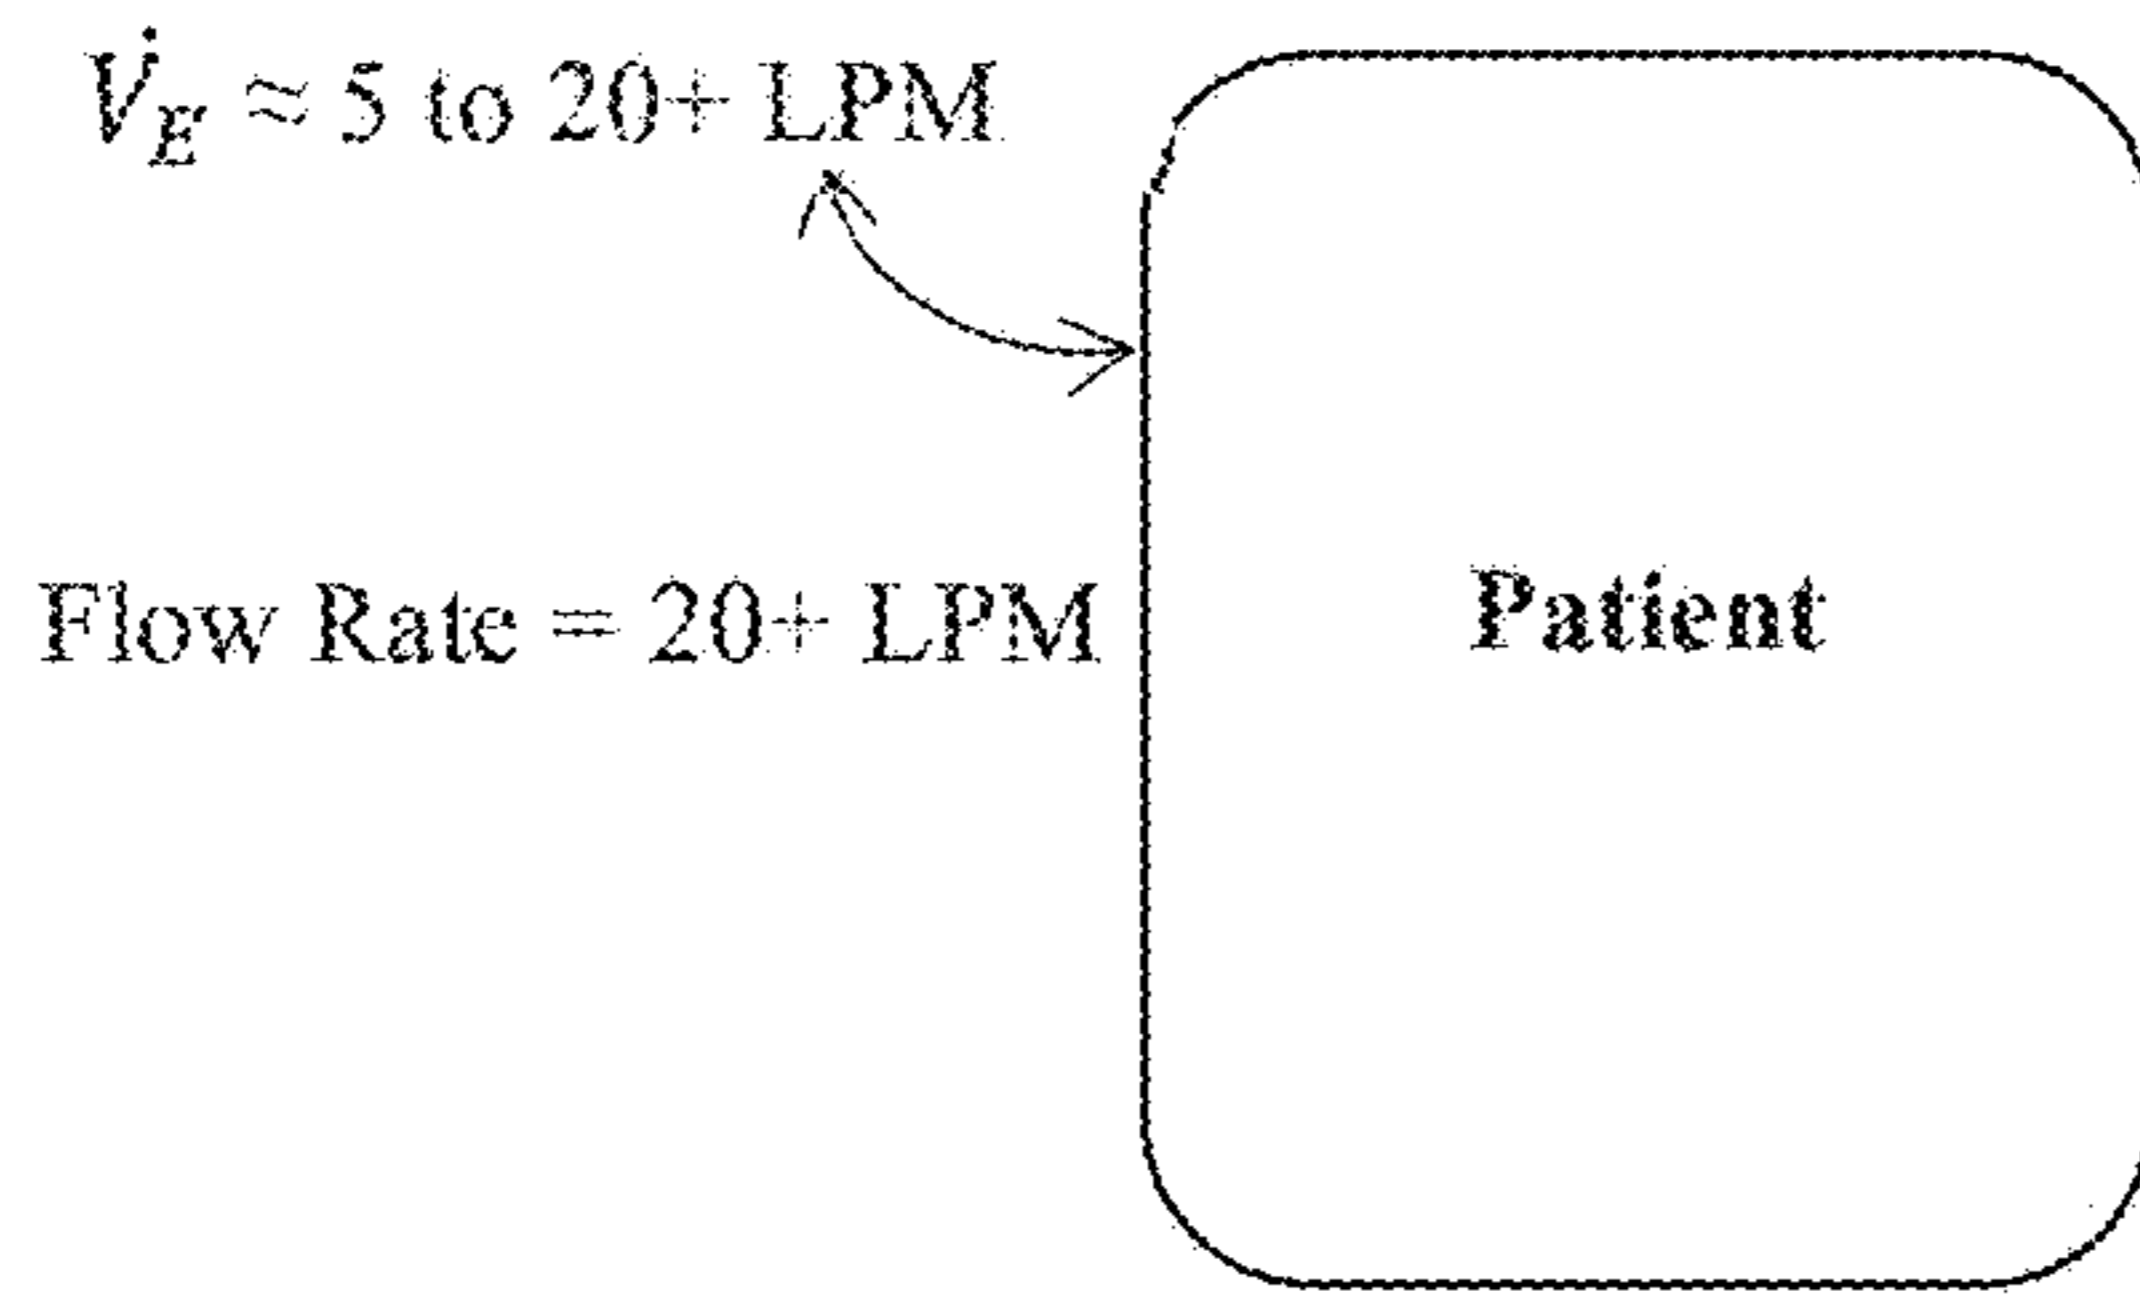 V̇E ≈ 5 to 20+ LPM
Flow Rate = 20+ LPM
Patient